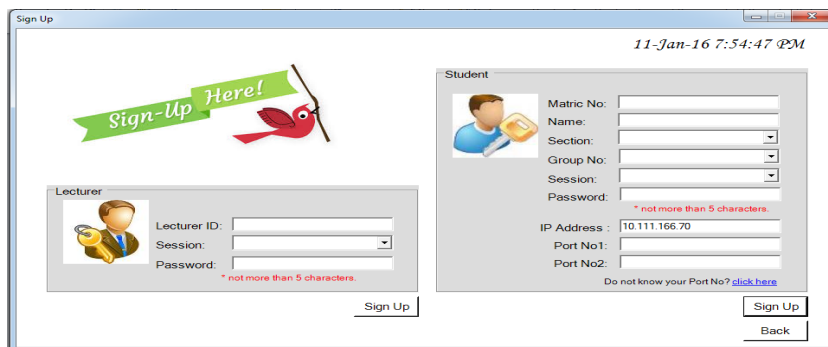 Sign Up
11-Jan-16 7:54:47 PM
Sign-Up Here!
Student
Matric No:
Name:
Section:
Group No:
Session:
Password:
* not more than 5 characters.
IP Address : 10.111.166.70
Port No1:
Port No2:
Do not know your Port No? click here
Sign Up
Back
Lecturer
Lecturer ID:
Session:
Password:
* not more than 5 characters.
Sign Up